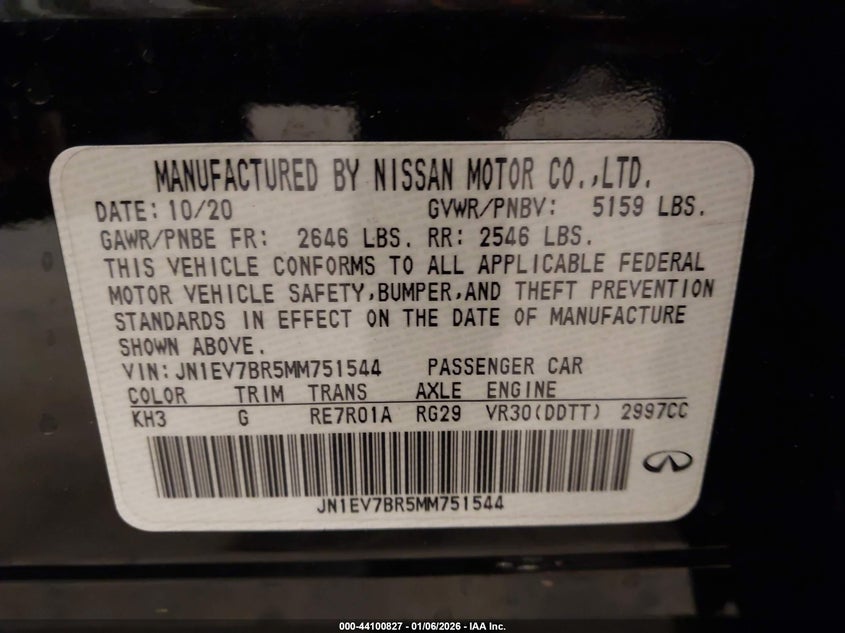 MANUFACTURED BY NISSAN MOTOR CO.,LTD.
DATE: 10/20 GVWR/PNBV: 5159 LBS.
GAWR/PNBE FR: 2646 LBS. RR: 2546 LBS.
THIS VEHICLE CONFORMS TO ALL APPLICABLE FEDERAL
MOTOR VEHICLE SAFETY,BUMPER,AND THEFT PREVENTION
STANDARDS IN EFFECT ON THE DATE OF MANUFACTURE
SHOWN ABOVE.
VIN: JN1EV7BR5MM751544 PASSENGER CAR
COLOR TRIM TRANS AXLE ENGINE
KH3 G RE7R01A RG29 VR30(DDTT) 2997CC
JN1EV7BR5MM751544
000-44100827 - 01/06/2026 - IAA Inc.